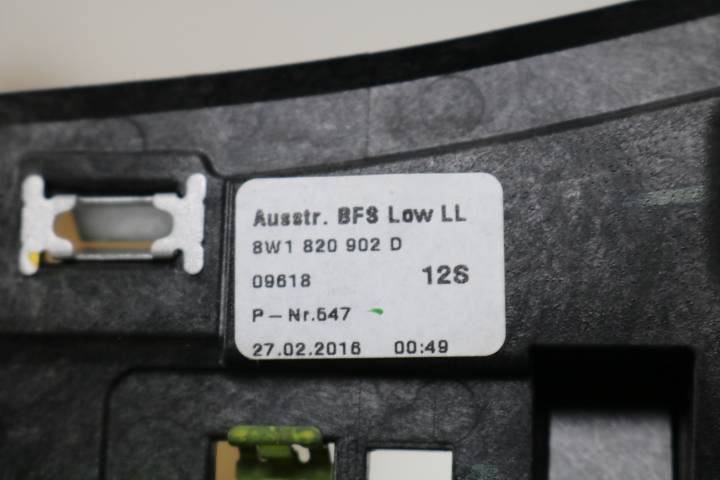 Ausstr. BFS Low LL
8W1 820 902 D
09618 12S
P-Nr.547
27.02.2016 00:49